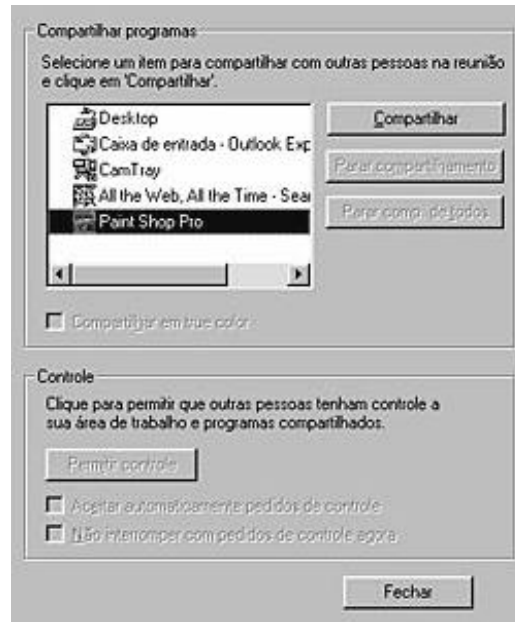 Compartilhar programas
Selecione um item para compartilhar com outras pessoas na reunião
e clique em 'Compartilhar'.
Desktop
Caixa de entrada - Outlook Exp
CamTray
All the Web, All the Time - Sear
Paint Shop Pro
Compartilhar
Parar compartilhamento
Parar comp. de todos
Compartilhar em true color
Controle
Clique para permitir que outras pessoas tenham controle a
sua área de trabalho e programas compartilhados.
Permitir controle
Aceitar automaticamente pedidos de controle
Não interromper com pedidos de controle agora
Fechar